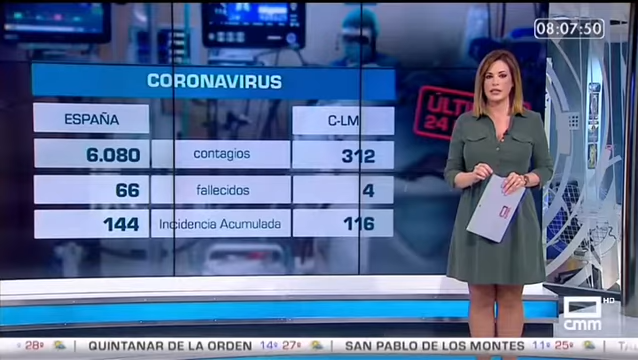 08:07:50
CORONAVIRUS
ESPAÑA C-LM
6.080 contagios 312
66 fallecidos 4
144 Incidencia Acumulada 116
24
HD
cmm
28º QUINTANAR DE LA ORDEN 14º 27º SAN PABLO DE LOS MONTES 11º 25º